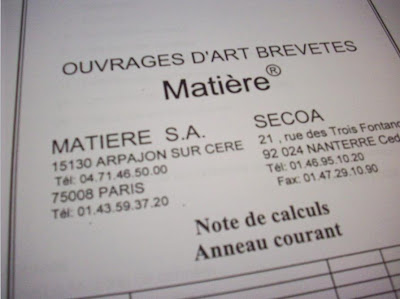 OUVRAGES D'ART BREVETES
Matière®
MATIERE S.A.
15130 ARPAJON SUR CERE
Tél: 04.71.46.50.00
75008 PARIS
Tél: 01.43.59.37.20
SECOA
21 , rue des Trois Fontano
92 024 NANTERRE Ced
Tél: 01.46.95.10.20
Fax: 01.47.29.10.90
Note de calculs
Anneau courant